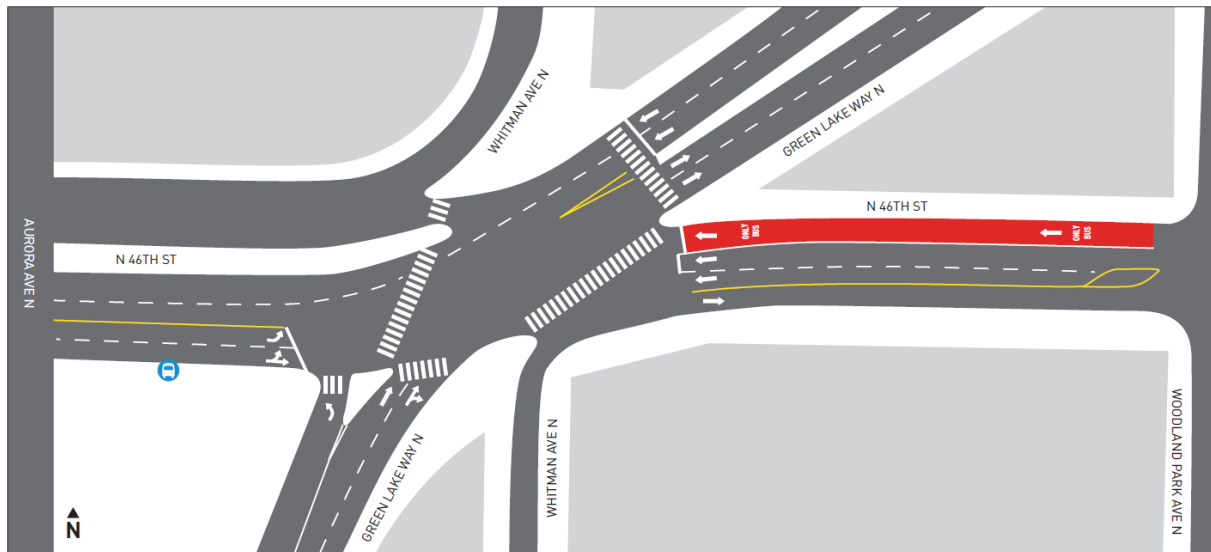 WHITMAN AVE N
GREEN LAKE WAY N
N 46TH ST
AURORA AVE N
ONLY
BUS
ONLY
BUS
N 46TH ST
WHITMAN AVE N
GREEN LAKE WAY N
WOODLAND PARK AVE N
N